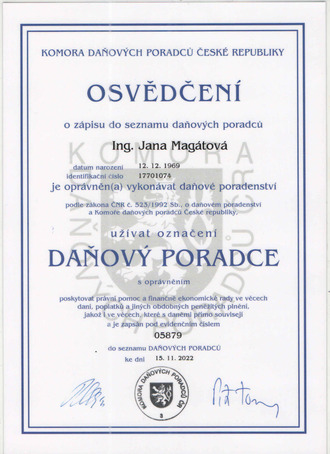 KOMORA DAŇOVÝCH PORADCŮ ČESKÉ REPUBLIKY
OSVĚDČENÍ
o zápisu do seznamu daňových poradců
Ing. Jana Magátová
datum narození 12. 12. 1969
identifikační číslo 17701074
je oprávněn(a) vykonávat daňové poradenství
podle zákona ČNR č. 523/1992 Sb., o daňovém poradenství
a Komoře daňových poradců České republiky,
užívat označení
DAŇOVÝ PORADCE
s oprávněním
poskytovat právní pomoc a finančně ekonomické rady ve věcech
daní, poplatků a jiných obdobných peněžitých plnění,
jakož i ve věcech, které s daněmi přímo souvisejí
a je zapsán pod evidenčním číslem
05879
do seznamu DAŇOVÝCH PORADCŮ
ke dni 15. 11. 2022
KOMORA DAŇOVÝCH PORADCŮ ČR